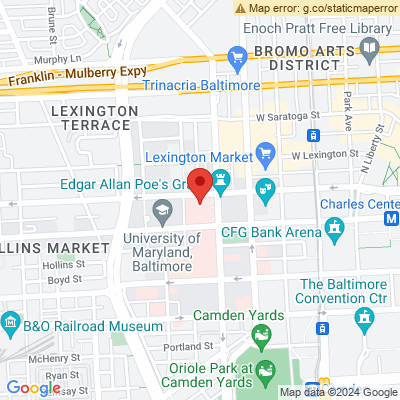 Map error: g.co/staticmaperror
Brune St
Enoch Pratt Free Library
Murphy Ln
BROMO ARTS
DISTRICT
Franklin - Mulberry Expy
Trinacria Baltimore
Park Ave
LEXINGTON
TERRACE
W Saratoga St
N Liberty St
Lexington Market
W Lexington St
Edgar Allan Poe's Gr
Charles Cente
M
University of
Maryland,
Baltimore
CFG Bank Arena
LLINS MARKET
Hollins St
Boyd St
The Baltimore
Convention Ctr
B&O Railroad Museum
Camden Yards
Portland St
McHenry St
Oriole Park at
Camden Yards
Ryan St
Ramsay St
Google
Map data ©2024 Google